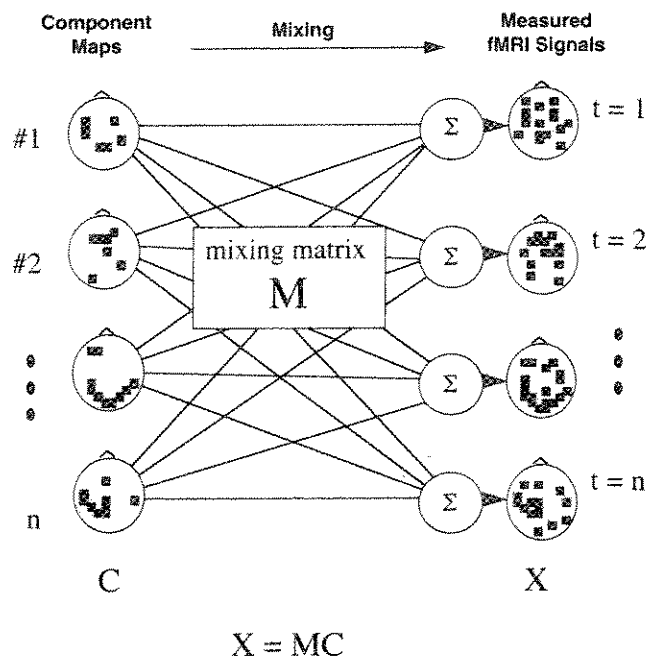 Component Maps
Mixing
Measured fMRI Signals
#1
Σ
t = 1
#2
mixing matrix
M
Σ
t = 2
Σ
n
Σ
t = n
C
X
X = MC